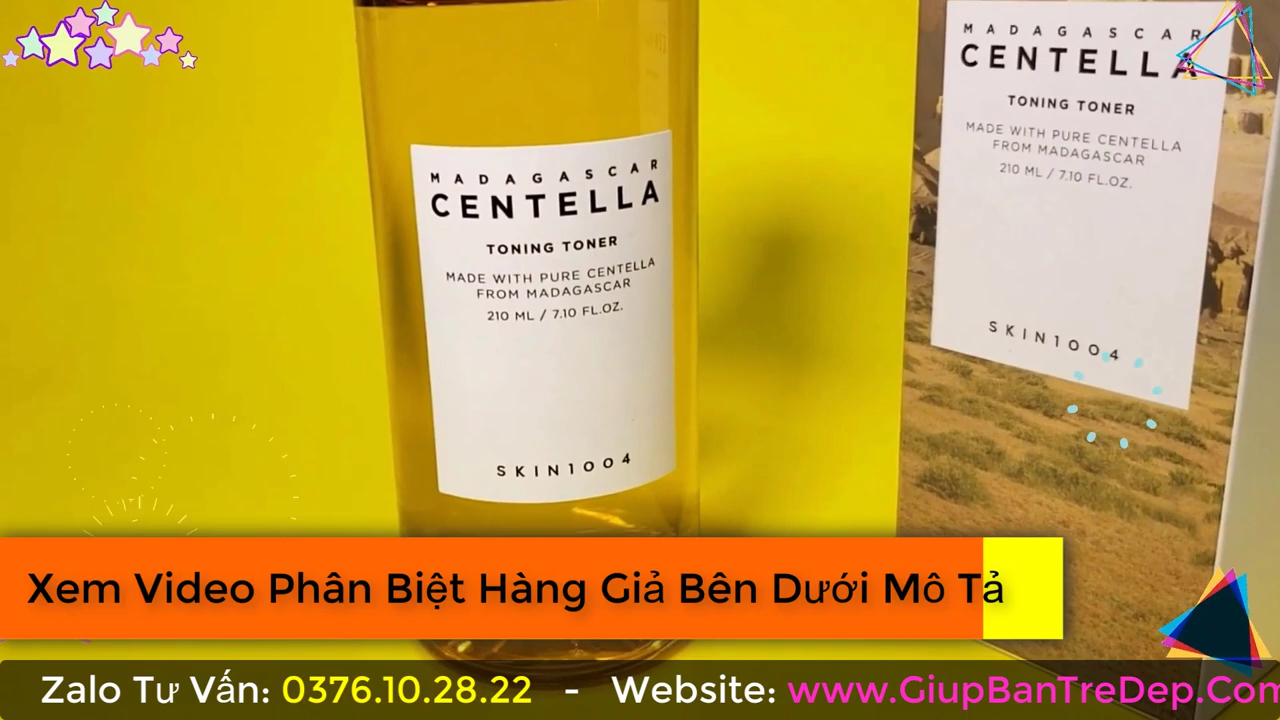 MADAGASCAR
CENTELLA
TONING TONER
MADE WITH PURE CENTELLA
FROM MADAGASCAR
210 ML / 7.10 FL.OZ.
SKIN1004
MADAGASCAR
CENTELLA
TONING TONER
MADE WITH PURE CENTELLA
FROM MADAGASCAR
210 ML / 7.10 FL.OZ.
SKIN1004
Xem Video Phân Biệt Hàng Giả Bên Dưới Mô Tả
Zalo Tư Vấn: 0376.10.28.22 - Website: www.GiupBanTreDep.Com